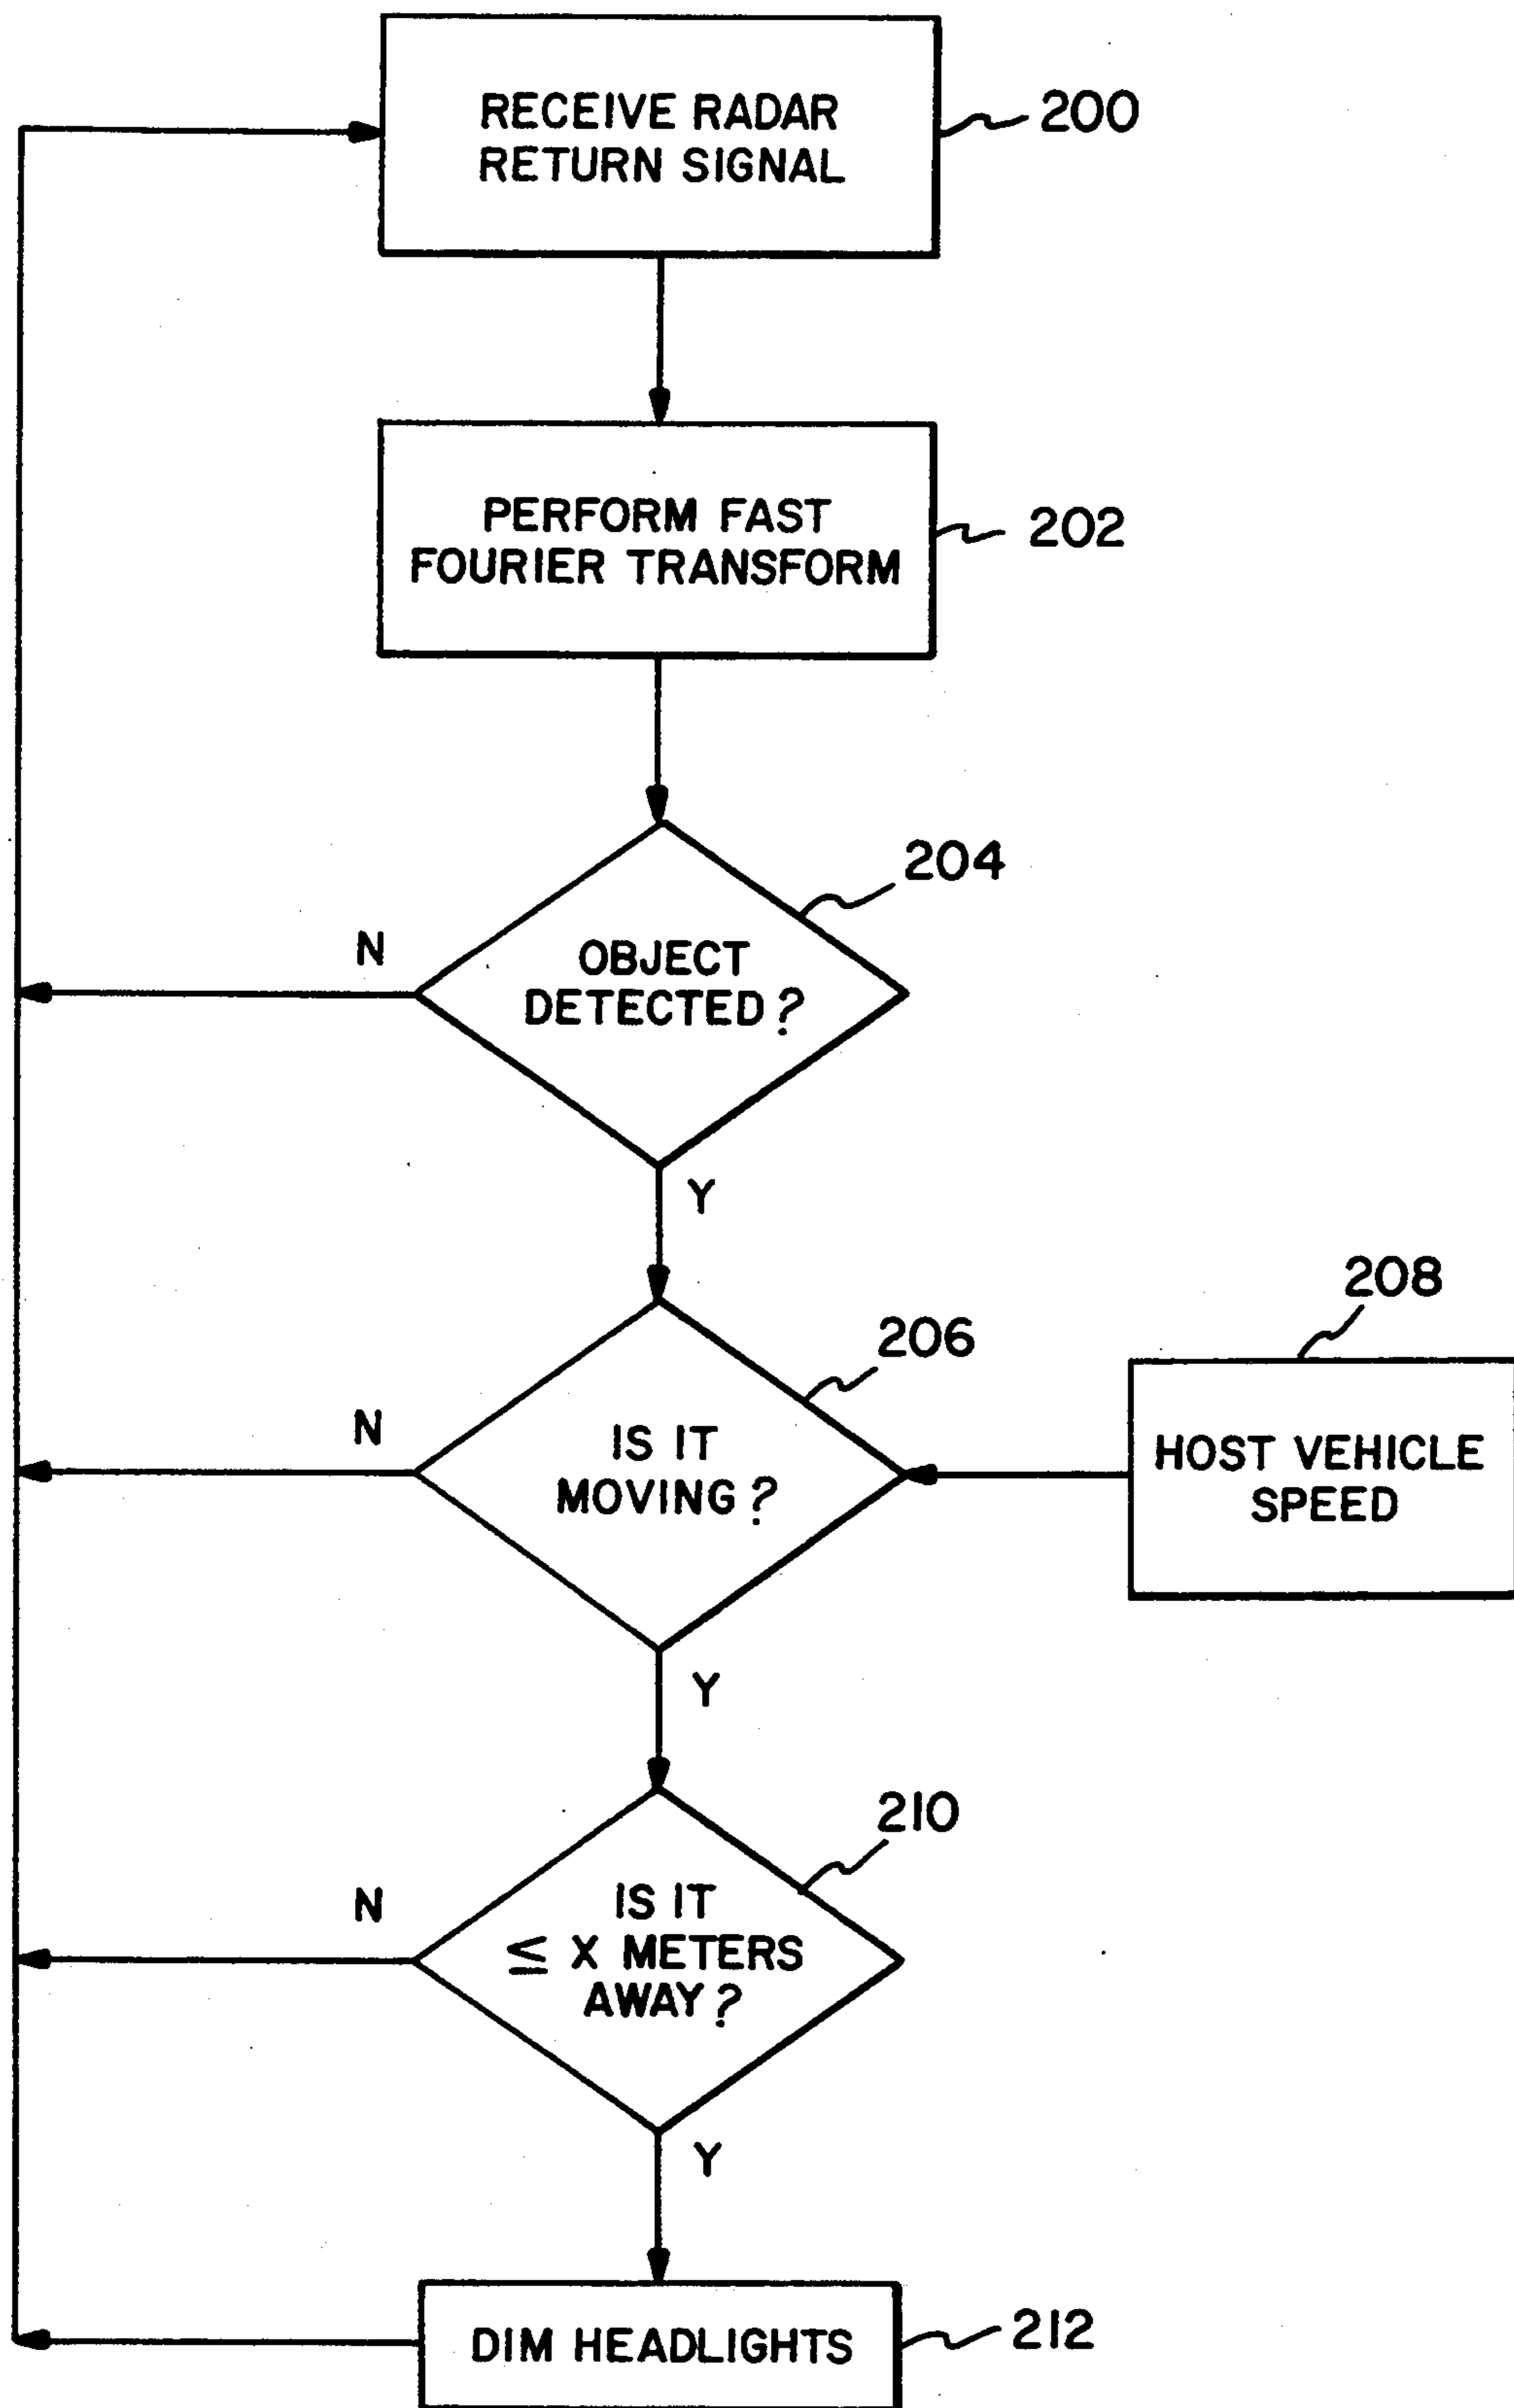 RECEIVE RADAR
RETURN SIGNAL
200
PERFORM FAST
FOURIER TRANSFORM
202
204
OBJECT
DETECTED?
N
Y
206
208
IS IT
MOVING?
N
HOST VEHICLE
SPEED
Y
210
IS IT
≤ X METERS
AWAY?
N
Y
DIM HEADLIGHTS
212